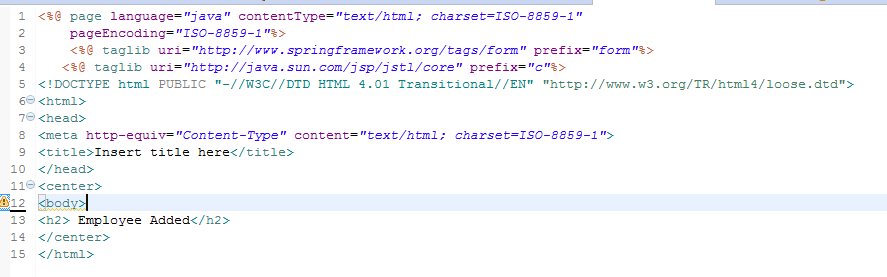 1 <%@ page language="java" contentType="text/html; charset=ISO-8859-1"
2 pageEncoding="ISO-8859-1"%>
3 <%@ taglib uri="http://www.springframework.org/tags/form" prefix="form"%>
4 <%@ taglib uri="http://java.sun.com/jsp/jstl/core" prefix="c"%>
5 <!DOCTYPE html PUBLIC "-//W3C//DTD HTML 4.01 Transitional//EN" "http://www.w3.org/TR/html4/loose.dtd">
6 <html>
7 <head>
8 <meta http-equiv="Content-Type" content="text/html; charset=ISO-8859-1">
9 <title>Insert title here</title>
10 </head>
11 <center>
12 <body>
13 <h2> Employee Added</h2>
14 </center>
15 </html>